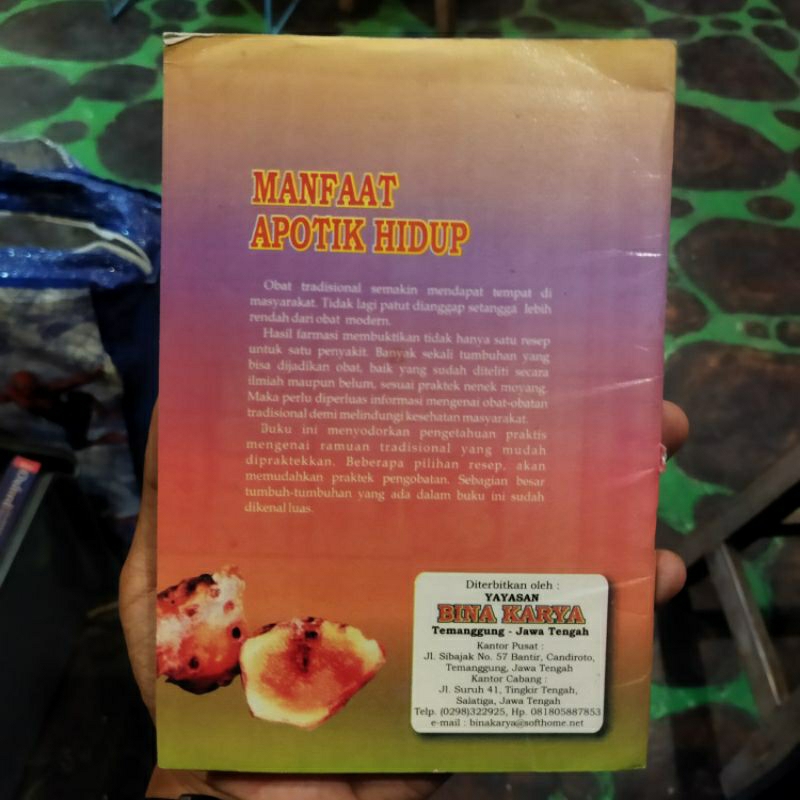 MANFAAT
APOTIK HIDUP
Obat tradisional semakin mendapat tempat di
masyarakat. Tidak lagi patut dianggap setangga lebih
rendah dari obat modern.
Hasil farmasi membuktikan tidak hanya satu resep
untuk satu penyakit. Banyak sekali tumbuhan yang
bisa dijadikan obat, baik yang sudah diteliti secara
ilmiah maupun belum, sesuai praktek nenek moyang.
Maka perlu diperluas informasi mengenai obat-obatan
tradisional demi melindungi kesehatan masyarakat.
Buku ini menyodorkan pengetahuan praktis
mengenai ramuan tradisional yang mudah
dipraktekkan. Beberapa pilihan resep, akan
memudahkan praktek pengobatan. Sebagian besar
tumbuh-tumbuhan yang ada dalam buku ini sudah
dikenal luas.
Diterbitkan oleh :
YAYASAN
BINA KARYA
Temanggung - Jawa Tengah
Kantor Pusat :
Jl. Sibajak No. 57 Bantir, Candiroto,
Temanggung, Jawa Tengah
Kantor Cabang :
Jl. Suruh 41, Tingkir Tengah,
Salatiga, Jawa Tengah
Telp. (0298)322925, Hp. 081805887853
e-mail : binakarya@softhome.net